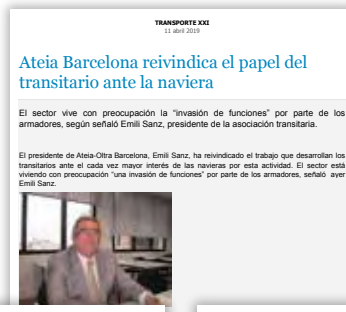 TRANSPORTE XXI
11 abril 2019
Ateia Barcelona reivindica el papel del
transitario ante la naviera
El sector vive con preocupación la “invasión de funciones” por parte de los
armadores, según señaló Emili Sanz, presidente de la asociación transitaria.
El presidente de Ateia-Oltra Barcelona, Emili Sanz, ha reivindicado el trabajo que desarrollan los
transitarios ante el cada vez mayor interés de las navieras por esta actividad. El sector está
viviendo con preocupación “una invasión de funciones” por parte de los armadores, señaló ayer
Emili Sanz.